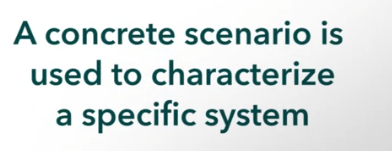 A concrete scenario is
used to characterize
a specific system